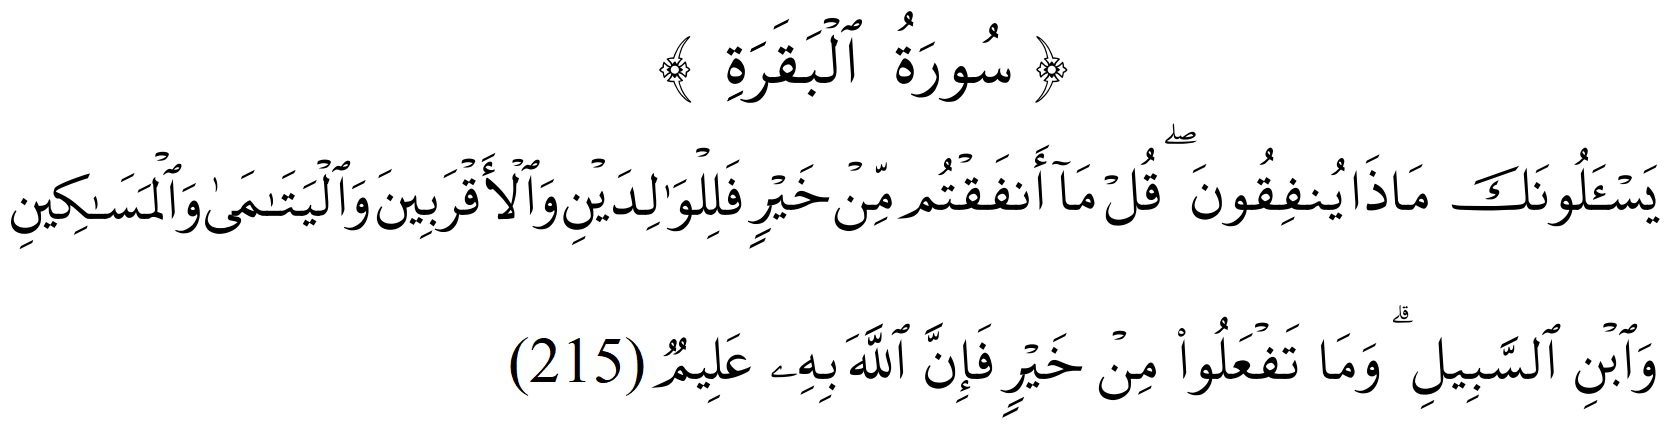 ﴿ سُورَةُ ٱلْبَقَرَةِ ﴾
يَسْـَٔلُونَكَ مَاذَا يُنفِقُونَ ۖ قُلْ مَآ أَنفَقْتُم مِّنْ خَيْرٍ فَلِلْوَٰلِدَيْنِ وَٱلْأَقْرَبِينَ وَٱلْيَتَـٰمَىٰ وَٱلْمَسَـٰكِينِ
وَٱبْنِ ٱلسَّبِيلِ ۗ وَمَا تَفْعَلُوا۟ مِنْ خَيْرٍ فَإِنَّ ٱللَّهَ بِهِۦ عَلِيمٌ (215)